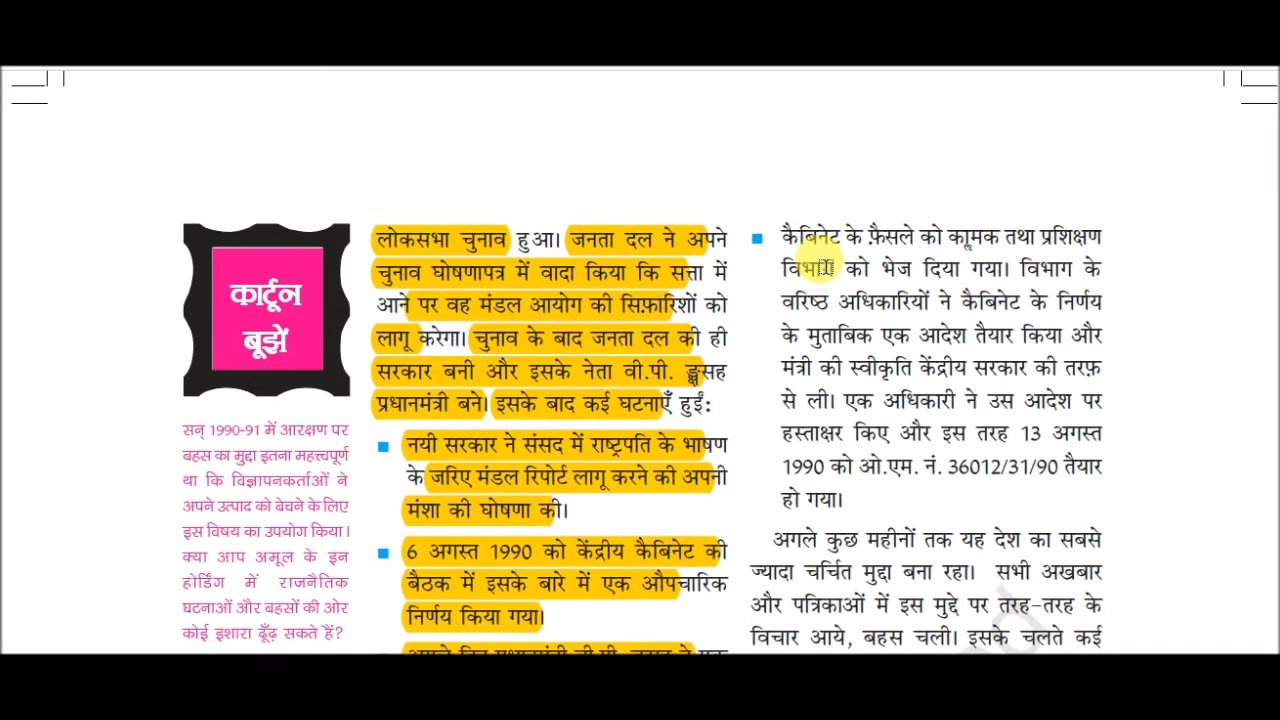 कार्टून
बूझें
सन् 1990-91 में आरक्षण पर
बहस का मुद्दा इतना महत्त्वपूर्ण
था कि विज्ञापनकर्ताओं ने
अपने उत्पाद को बेचने के लिए
इस विषय का उपयोग किया।
क्या आप अमूल के इन
होर्डिंग में राजनैतिक
घटनाओं और बहसों की ओर
कोई इशारा ढूँढ़ सकते हैं?
लोकसभा चुनाव हुआ। जनता दल ने अपने
चुनाव घोषणापत्र में वादा किया कि सत्ता में
आने पर वह मंडल आयोग की सिफ़ारिशों को
लागू करेगा। चुनाव के बाद जनता दल की ही
सरकार बनी और इसके नेता वी.पी.
प्रधानमंत्री बने। इसके बाद कई घटनाएँ हुईं:
नयी सरकार ने संसद में राष्ट्रपति के भाषण
के जरिए मंडल रिपोर्ट लागू करने की अपनी
मंशा की घोषणा की।
6 अगस्त 1990 को केंद्रीय कैबिनेट की
बैठक में इसके बारे में एक औपचारिक
निर्णय किया गया।
कैबिनेट के फ़ैसले को तथा प्रशिक्षण
विभाग को भेज दिया गया। विभाग के
वरिष्ठ अधिकारियों ने कैबिनेट के निर्णय
के मुताबिक एक आदेश तैयार किया और
मंत्री की स्वीकृति केंद्रीय सरकार की तरफ़
से ली। एक अधिकारी ने उस आदेश पर
हस्ताक्षर किए और इस तरह 13 अगस्त
1990 को ओ.एम. नं. 36012/31/90 तैयार
हो गया।
अगले कुछ महीनों तक यह देश का सबसे
ज्यादा चर्चित मुद्दा बना रहा। सभी अखबार
और पत्रिकाओं में इस मुद्दे पर तरह-तरह के
विचार आये, बहस चली। इसके चलते कई